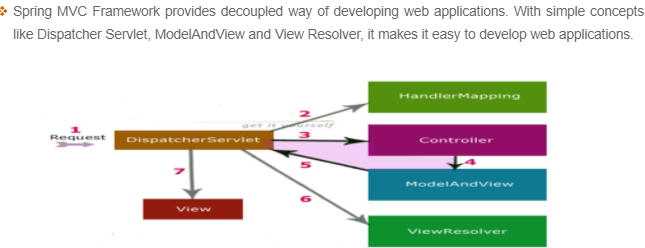 Spring MVC Framework provides decoupled way of developing web applications. With simple concepts
like Dispatcher Servlet, ModelAndView and View Resolver, it makes it easy to develop web applications.
2
HandlerMapping
get it yourself
1
Request
DispatcherServlet
3
Controller
4
5
ModelAndView
7
6
View
ViewResolver